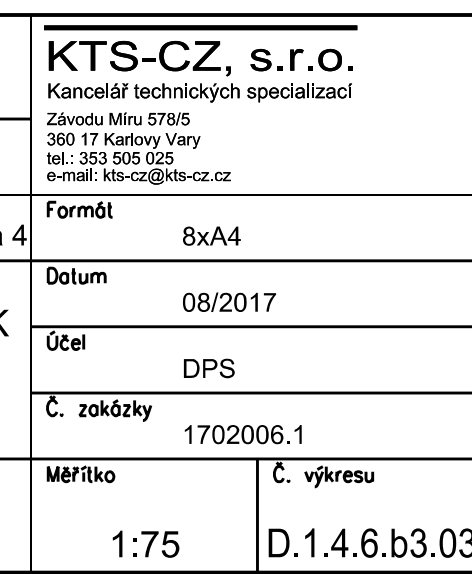 KTS-CZ, s.r.o.
Kancelář technických specializací
Závodu Míru 578/5
360 17 Karlovy Vary
tel.: 353 505 025
e-mail: kts-cz@kts-cz.cz
Formát
4
8xA4
Datum
08/2017
K
Účel
DPS
Č. zakázky
1702006.1
Měřítko
Č. výkresu
1:75
D.1.4.6.b3.03